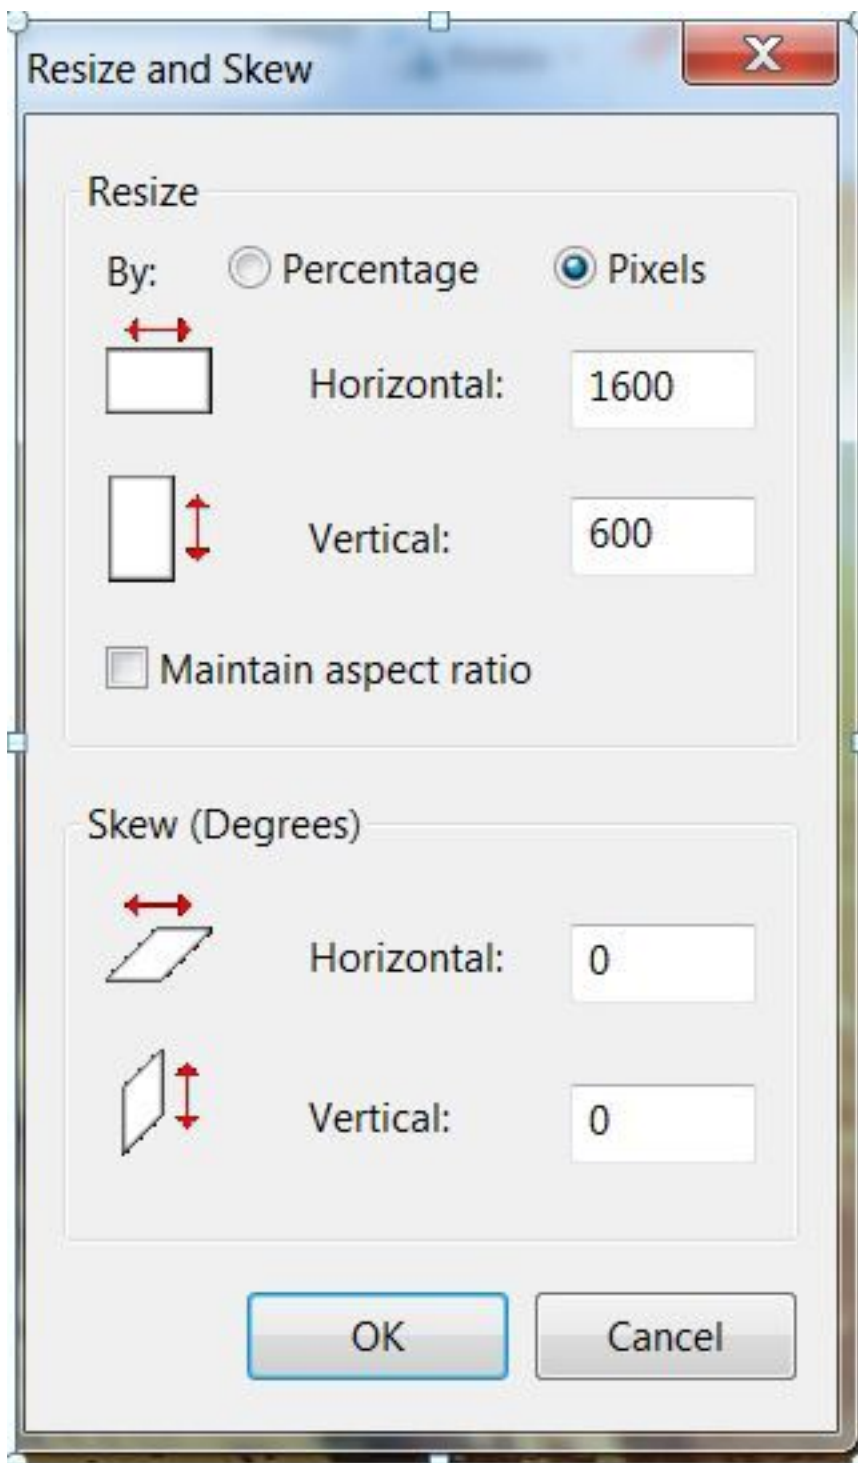 Resize and Skew
Resize
By: Percentage Pixels
Horizontal: 1600
Vertical: 600
Maintain aspect ratio
Skew (Degrees)
Horizontal: 0
Vertical: 0
OK Cancel